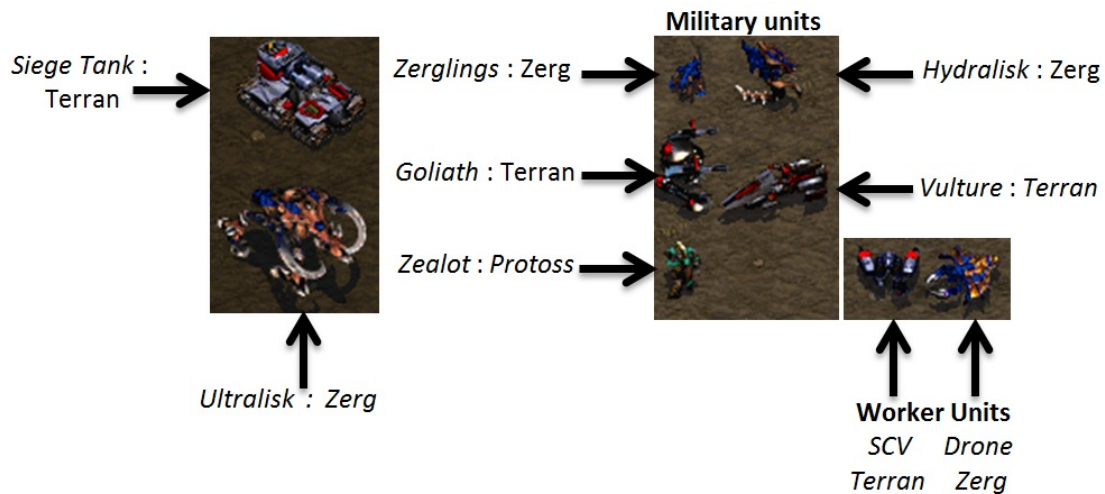 Military units
Siege Tank :
Terran
Zerglings : Zerg
Hydralisk : Zerg
Goliath : Terran
Vulture : Terran
Zealot : Protoss
Ultralisk : Zerg
Worker Units
SCV Drone
Terran Zerg